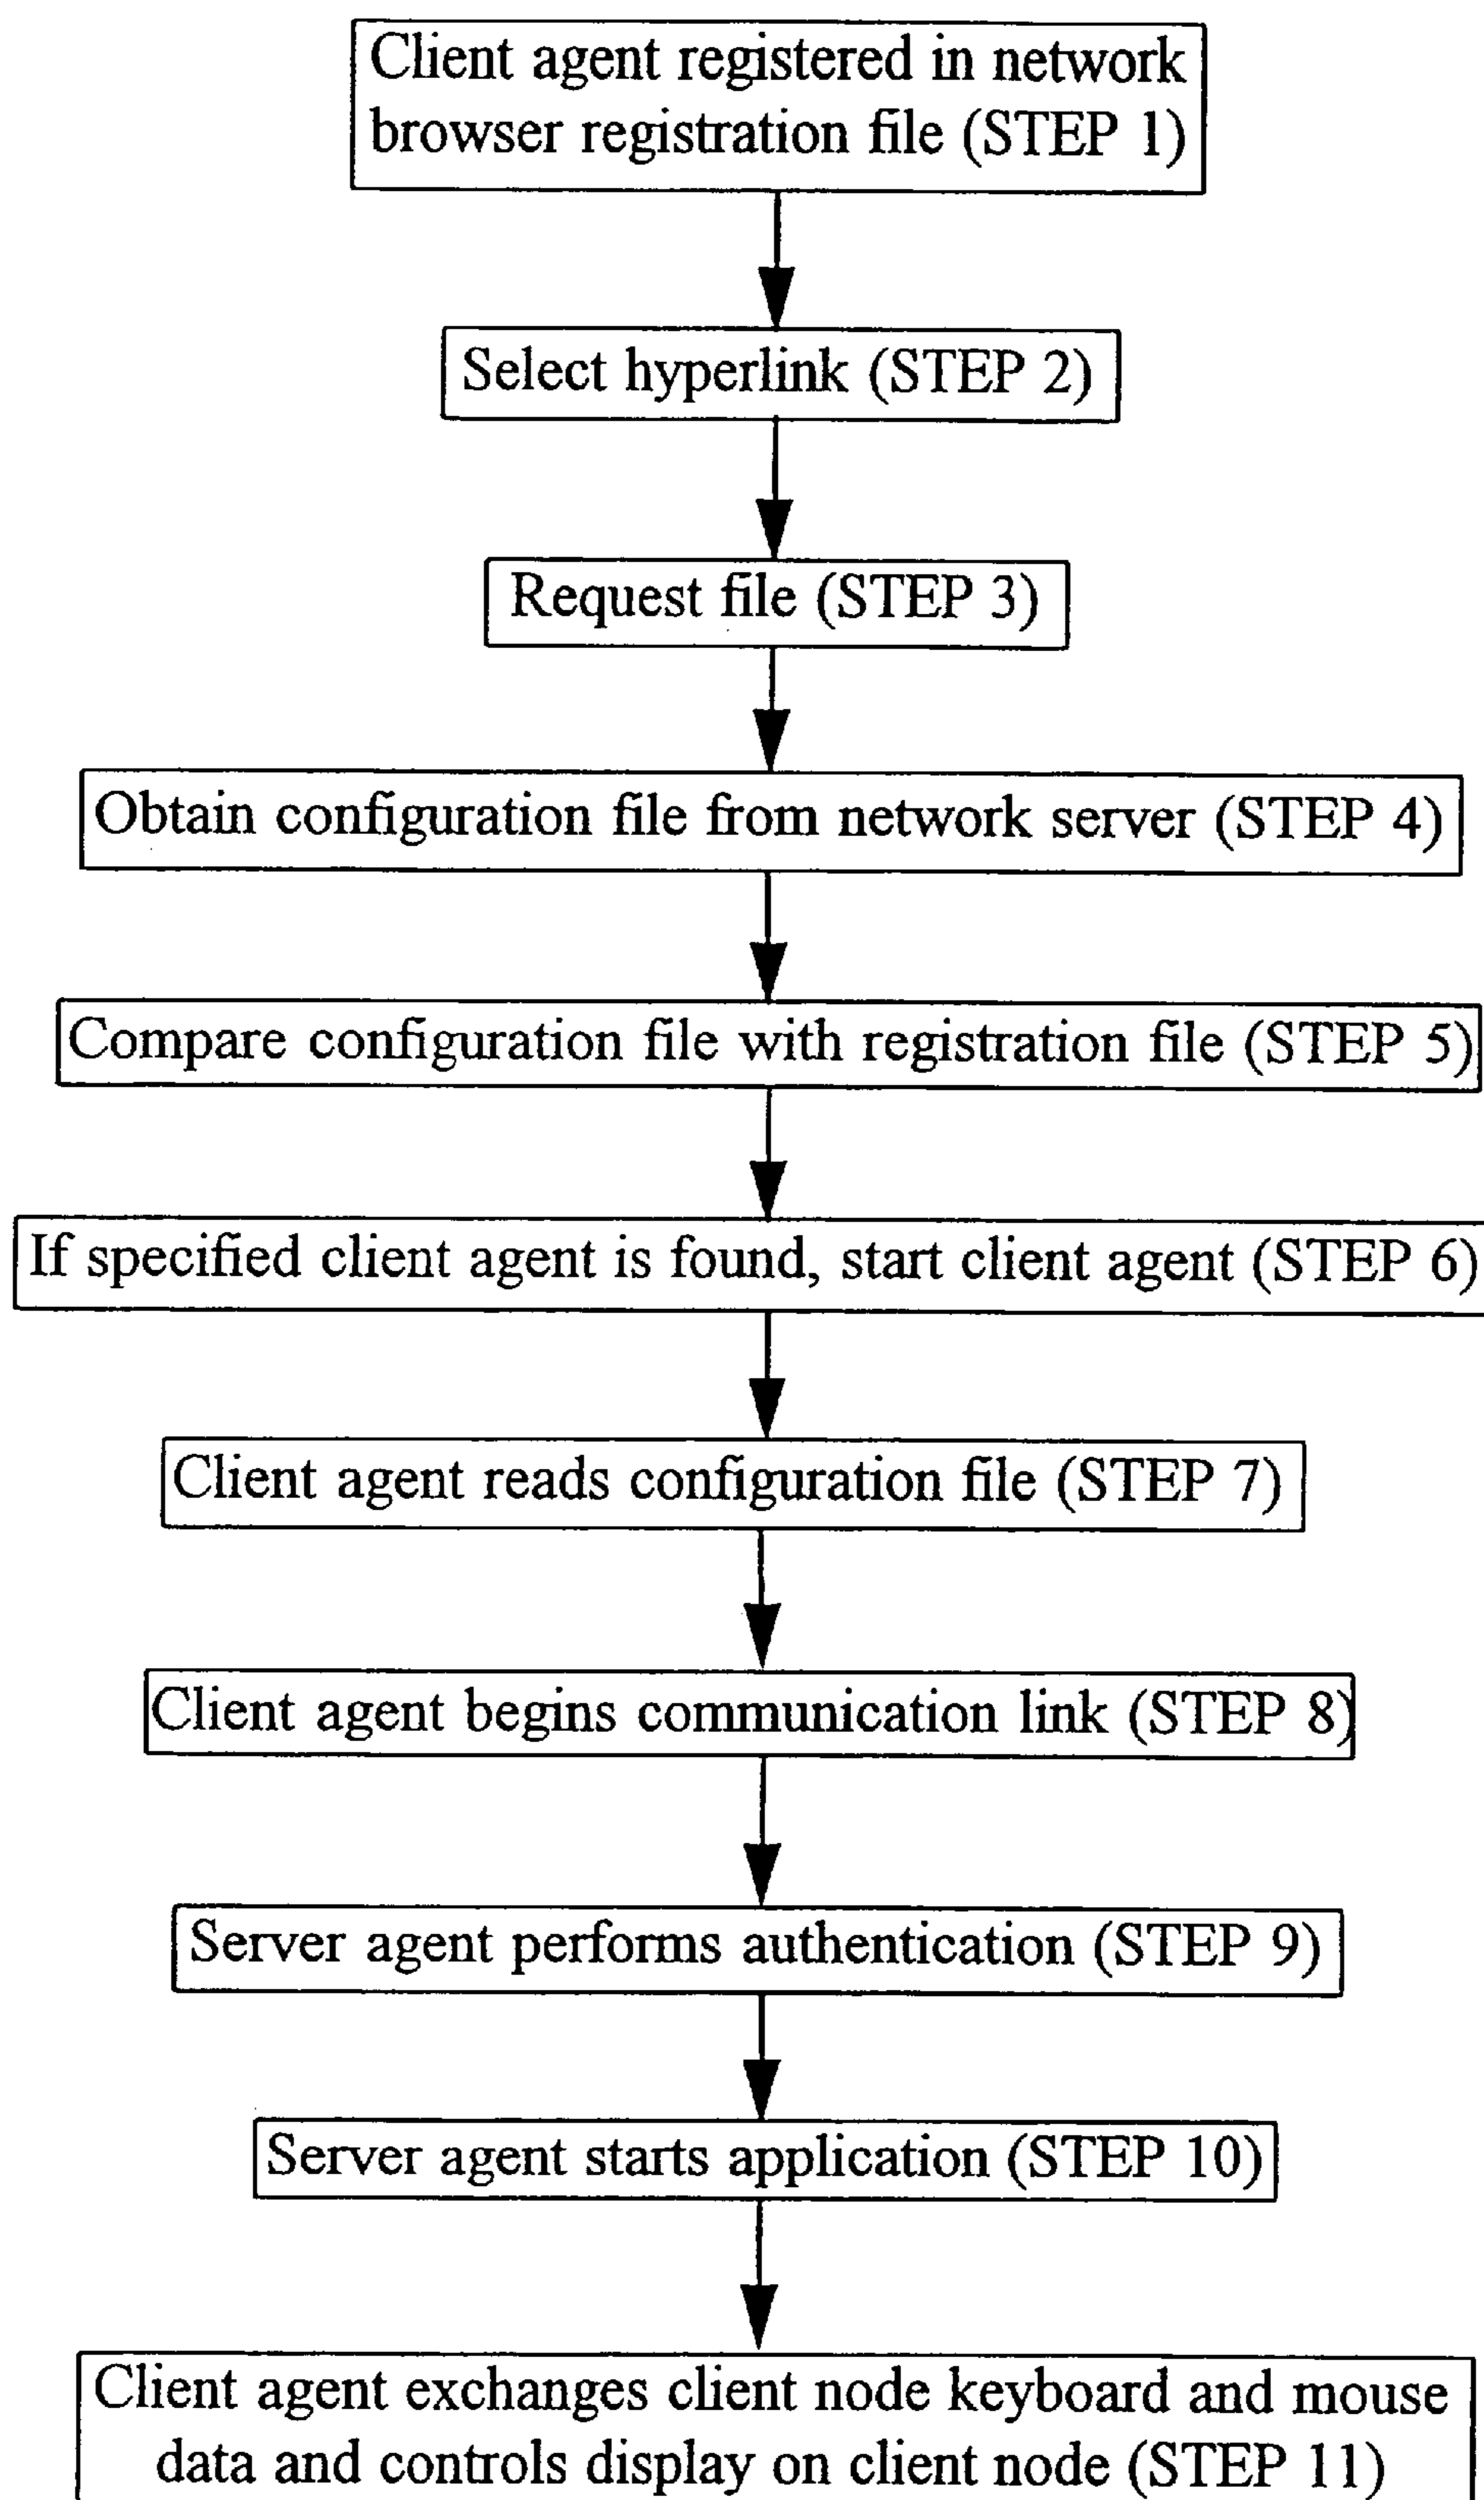 Client agent registered in network
browser registration file (STEP 1)
Select hyperlink (STEP 2)
Request file (STEP 3)
Obtain configuration file from network server (STEP 4)
Compare configuration file with registration file (STEP 5)
If specified client agent is found, start client agent (STEP 6)
Client agent reads configuration file (STEP 7)
Client agent begins communication link (STEP 8)
Server agent performs authentication (STEP 9)
Server agent starts application (STEP 10)
Client agent exchanges client node keyboard and mouse
data and controls display on client node (STEP 11)